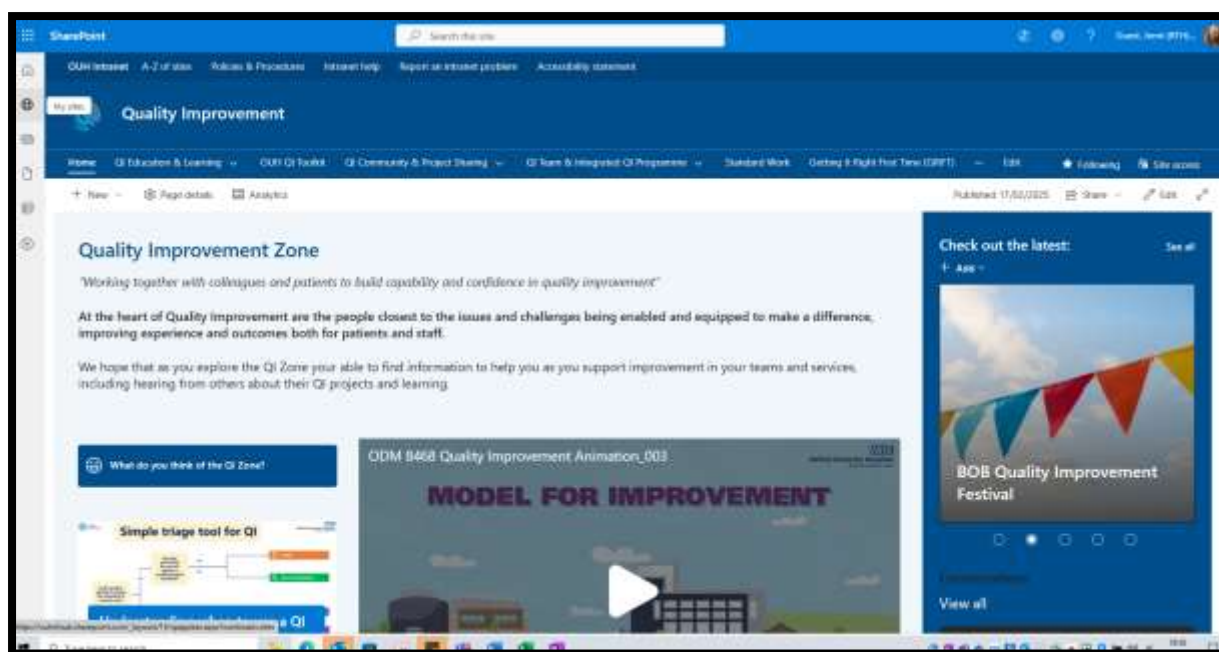 SharePoint
Search this site
OUH Intranet A-Z of sites Policies & Procedures Intranet help Report an intranet problem Accessibility statement
My sites
Quality Improvement
Home QI Education & Learning OUH QI Toolkit QI Community & Project Sharing QI Team & Integrated QI Programme Standard Work Getting It Right First Time (GIRFT) Edit Following Site access
+ New Page details Analytics Published 17/02/2025 Share Edit
Quality Improvement Zone
"Working together with colleagues and patients to build capability and confidence in quality improvement"
At the heart of Quality Improvement are the people closest to the issues and challenges being enabled and equipped to make a difference,
improving experience and outcomes both for patients and staff.
We hope that as you explore the QI Zone your able to find information to help you as you support improvement in your teams and services,
including hearing from others about their QI projects and learning.
What do you think of the QI Zone?
Simple triage tool for QI
a QI
ODM 8468 Quality Improvement Animation_003
MODEL FOR IMPROVEMENT
Check out the latest: See all
+ Add
BOB Quality Improvement
Festival
View all